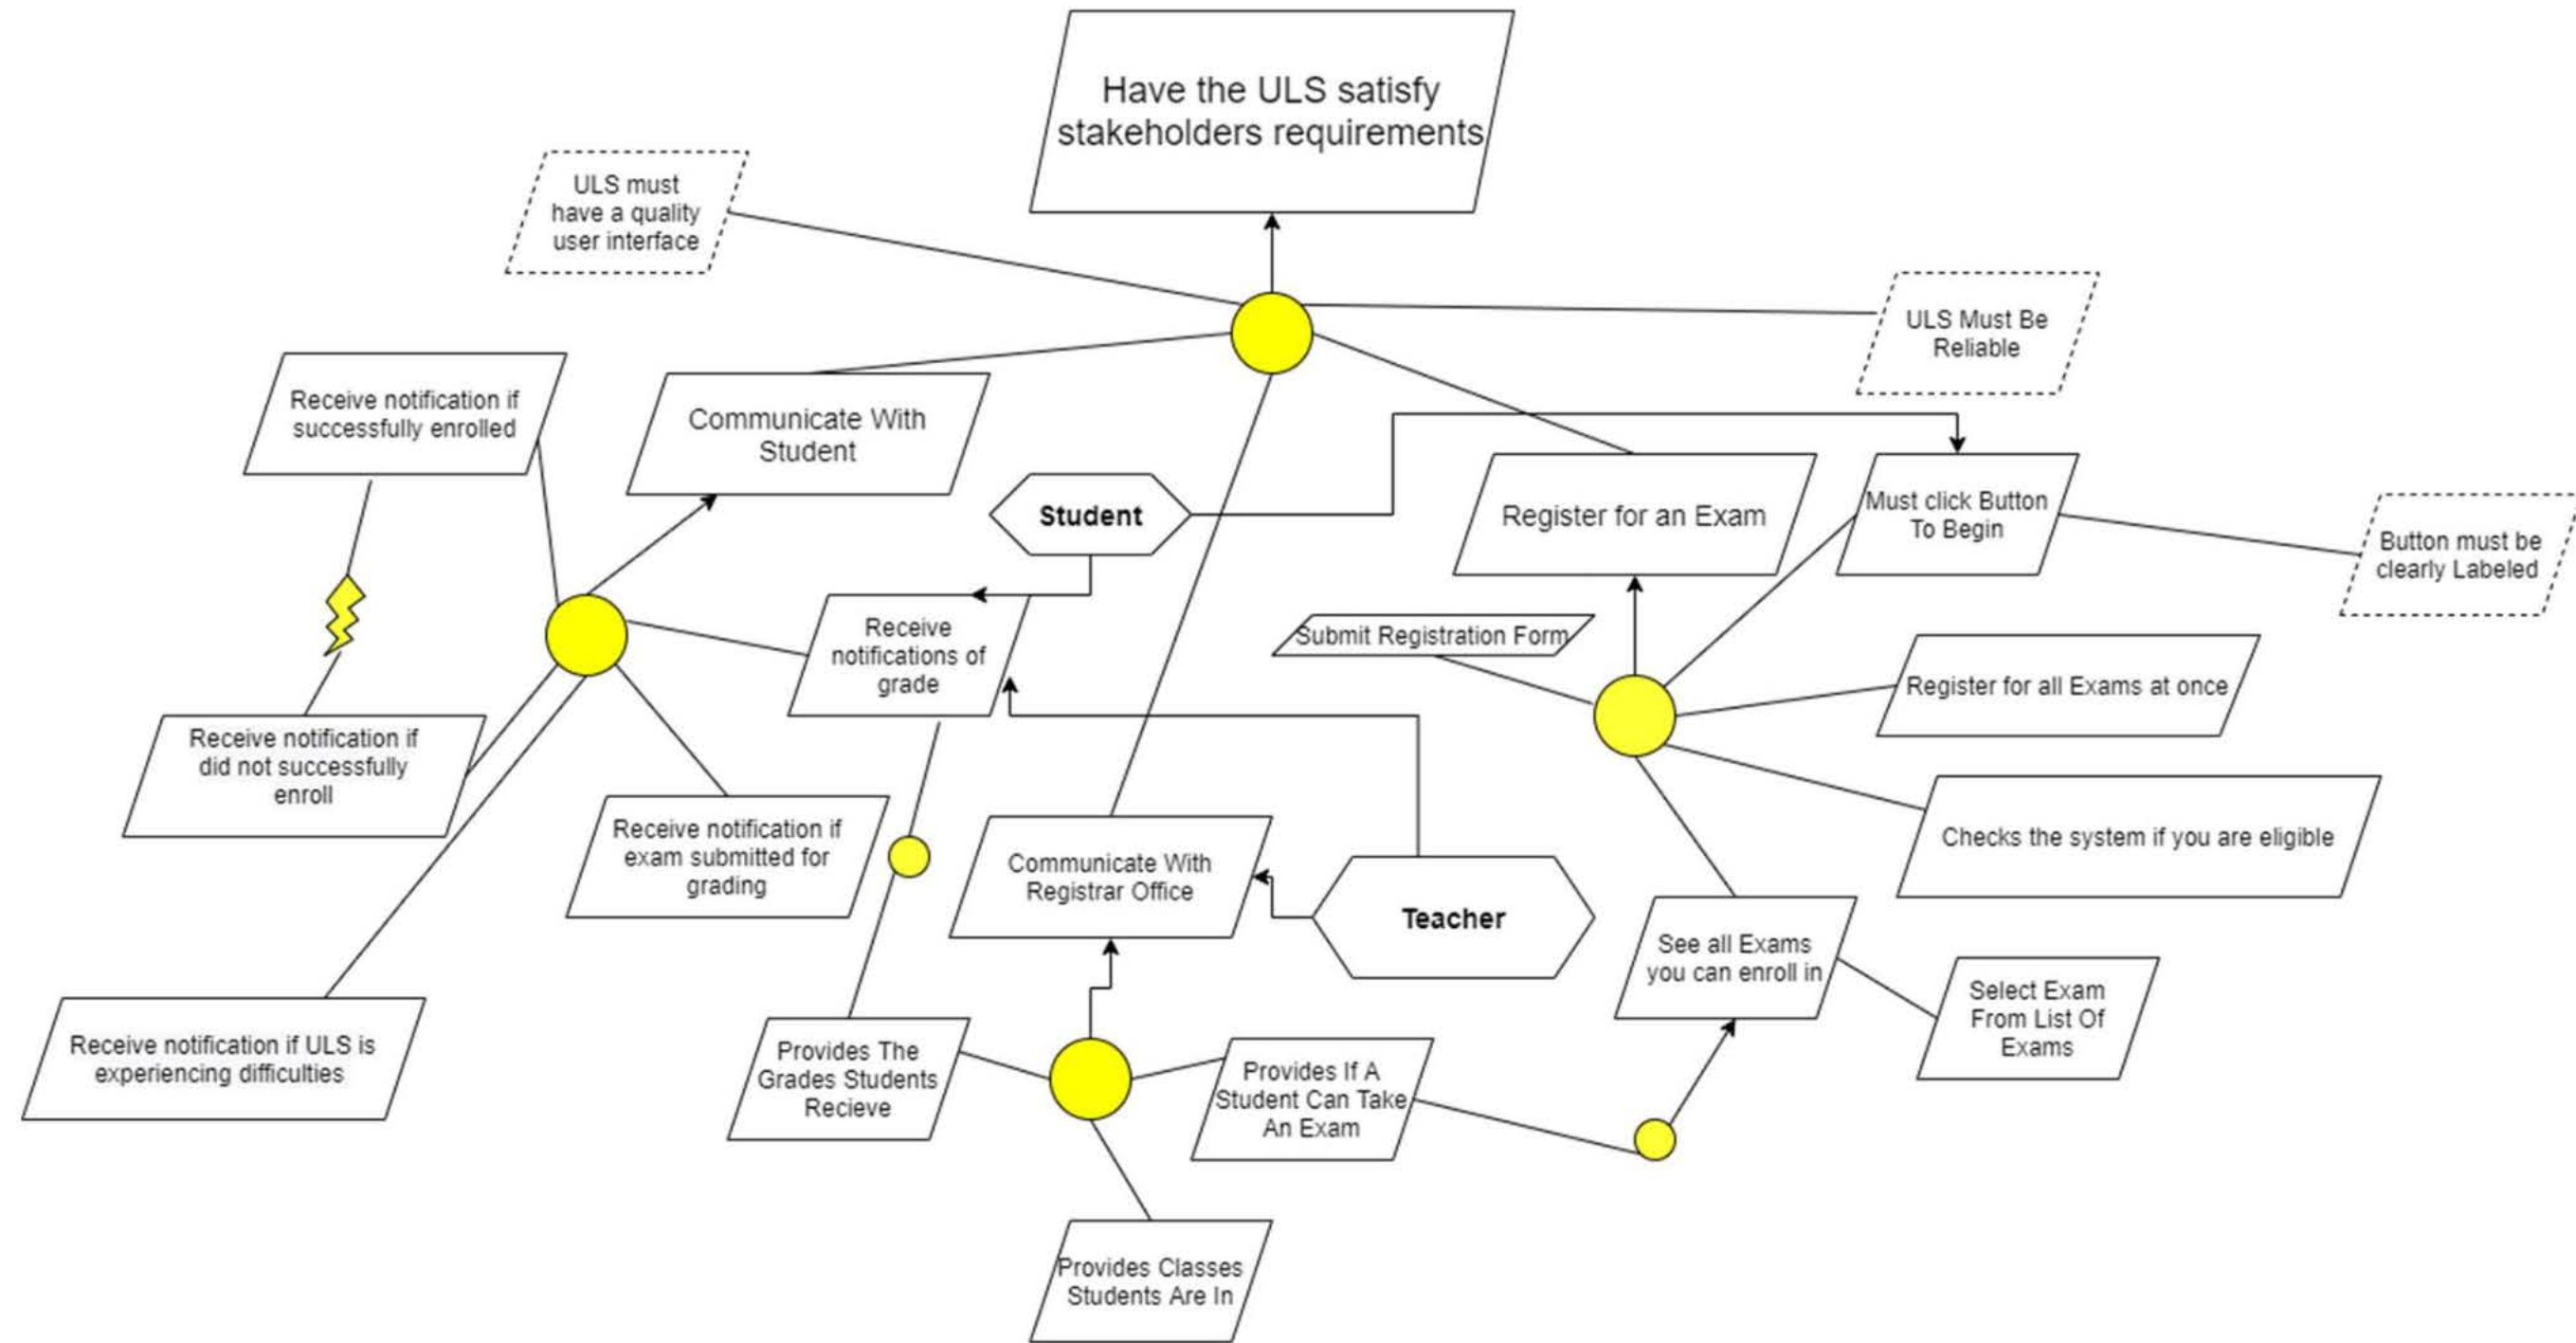 Have the ULS satisfy
stakeholders requirements
ULS must
have a quality
user interface
ULS Must Be
Reliable
Receive notification if
successfully enrolled
Communicate With
Student
Student
Register for an Exam
Must click Button
To Begin
Button must be
clearly Labeled
Receive
notifications of
grade
Submit Registration Form
Register for all Exams at once
Receive notification if
did not successfully
enroll
Receive notification if
exam submitted for
grading
Communicate With
Registrar Office
Teacher
Checks the system if you are eligible
See all Exams
you can enroll in
Select Exam
From List Of
Exams
Receive notification if ULS is
experiencing difficulties
Provides The
Grades Students
Recieve
Provides If A
Student Can Take
An Exam
Provides Classes
Students Are In